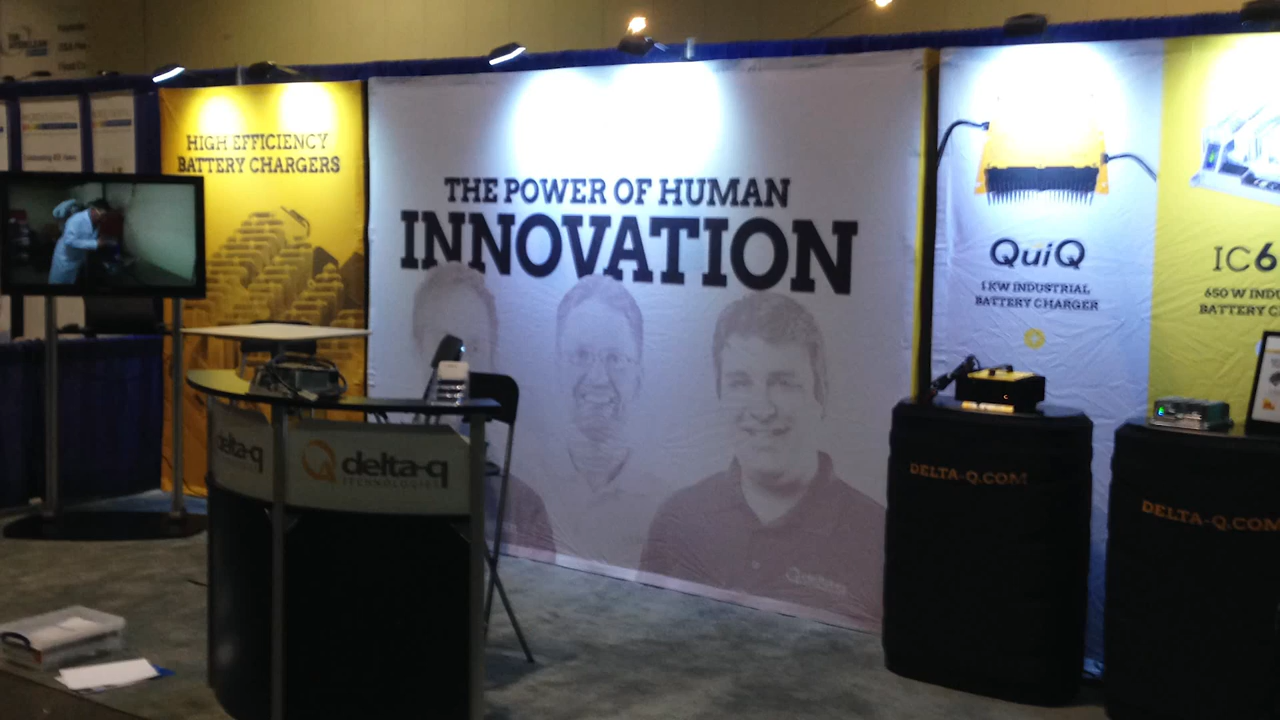 HIGH EFFICIENCY
BATTERY CHARGERS
THE POWER OF HUMAN
INNOVATION
QuiQ
1 KW INDUSTRIAL
BATTERY CHARGER
IC6
650 W
BATTERY
delta-q
delta-q
TECHNOLOGIES
DELTA-Q.COM
DELTA-Q.COM